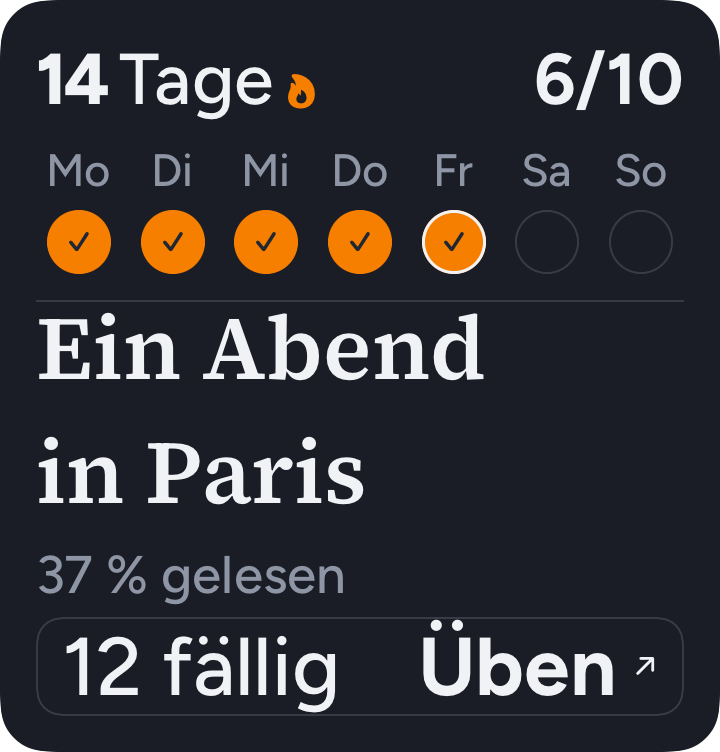 14 Tage 6/10
Mo Di Mi Do Fr Sa So
Ein Abend
in Paris
37 % gelesen
12 fällig Üben